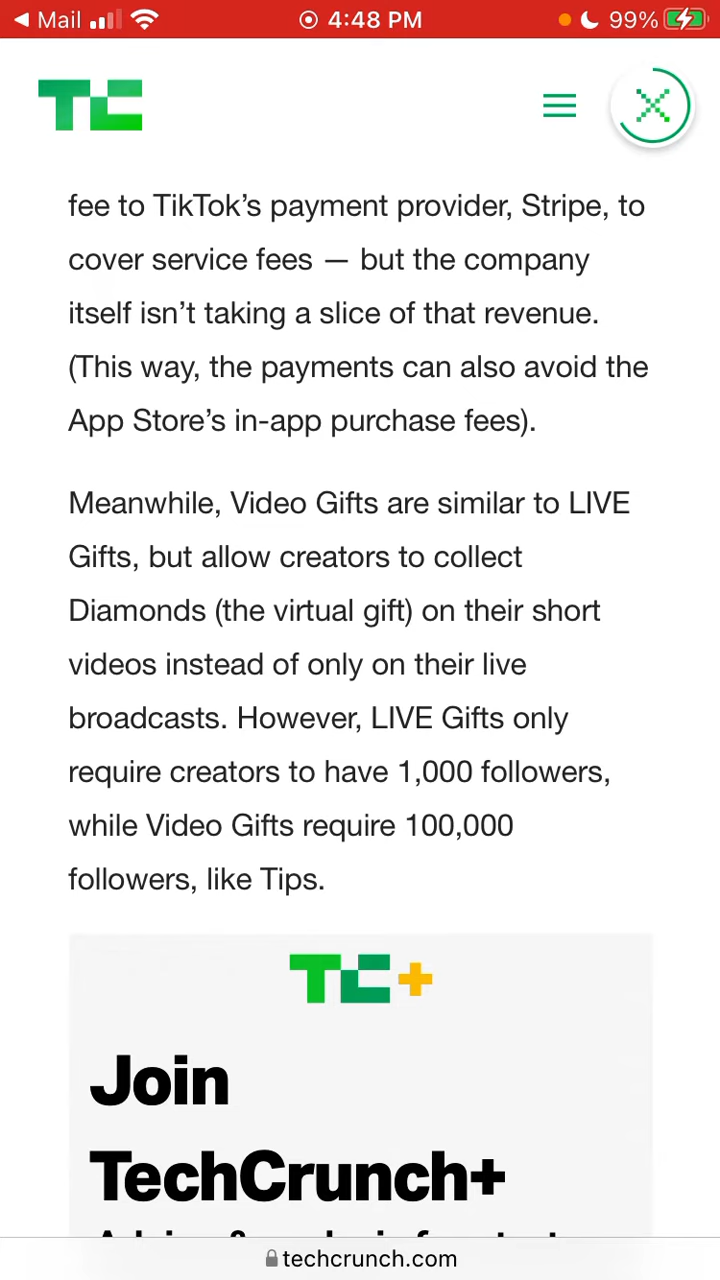 Mail 4:48 PM 99%
TC
fee to TikTok’s payment provider, Stripe, to
cover service fees — but the company
itself isn’t taking a slice of that revenue.
(This way, the payments can also avoid the
App Store’s in-app purchase fees).
Meanwhile, Video Gifts are similar to LIVE
Gifts, but allow creators to collect
Diamonds (the virtual gift) on their short
videos instead of only on their live
broadcasts. However, LIVE Gifts only
require creators to have 1,000 followers,
while Video Gifts require 100,000
followers, like Tips.
TC+
Join
TechCrunch+
techcrunch.com